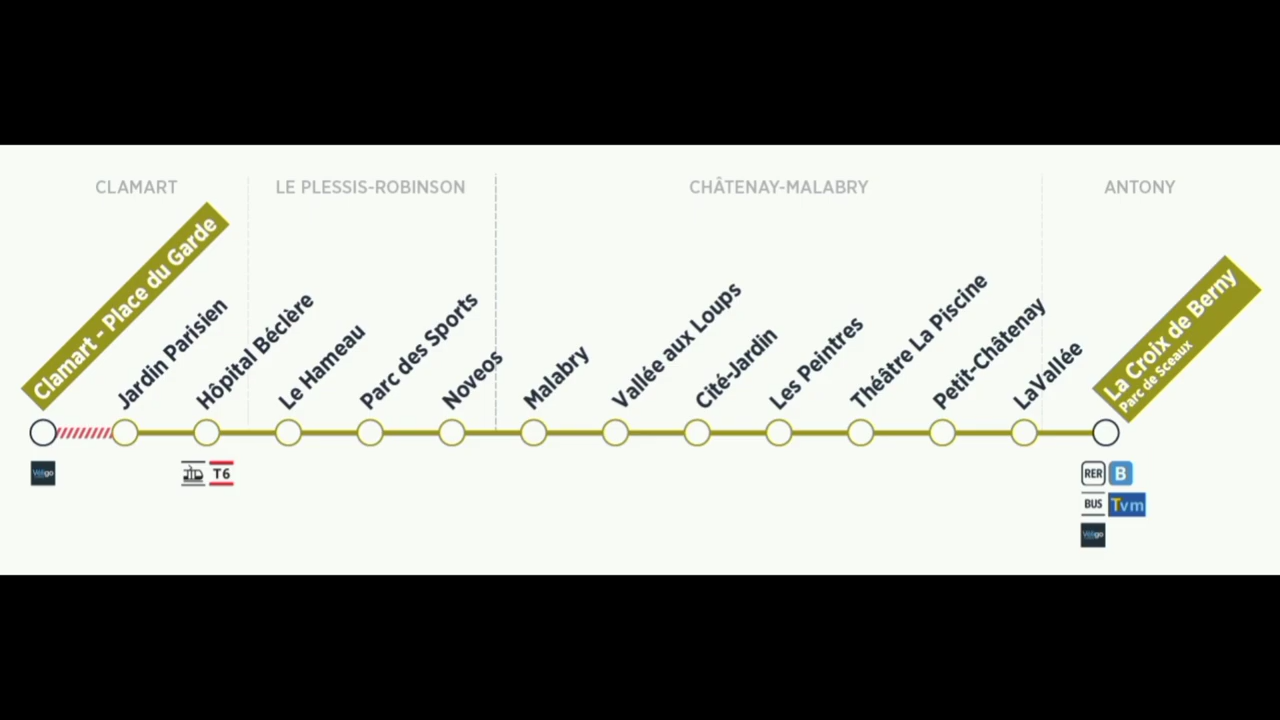 CLAMART
LE PLESSIS-ROBINSON
CHÂTENAY-MALABRY
ANTONY
Clamart - Place du Garde
Jardin Parisien
Hôpital Béclère
Le Hameau
Parc des Sports
Noveos
Malabry
Vallée aux Loups
Cité-Jardin
Les Peintres
Théâtre La Piscine
Petit-Châtenay
LaVallée
La Croix de Berny
Parc de Sceaux
Véligo
T6
RER B
BUS Tvm
Véligo